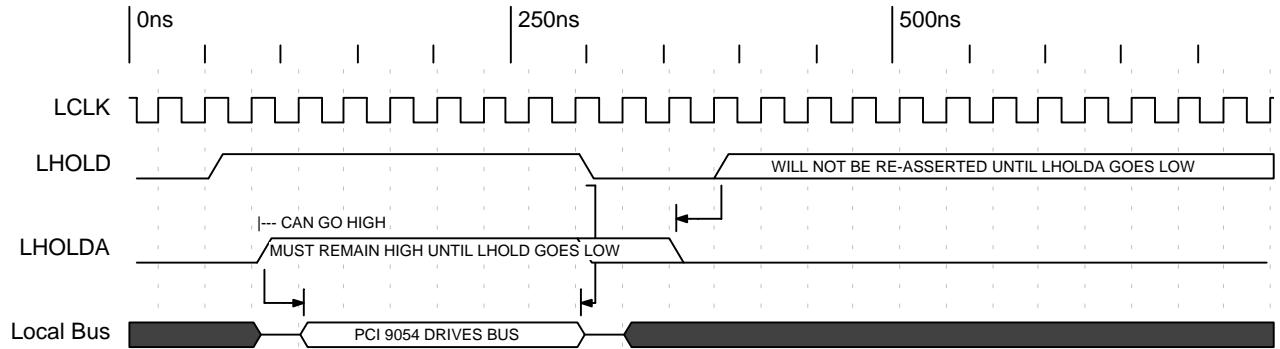 0ns 250ns 500ns
LCLK
LHOLD WILL NOT BE RE-ASSERTED UNTIL LHOLDA GOES LOW
|--- CAN GO HIGH
LHOLDA MUST REMAIN HIGH UNTIL LHOLD GOES LOW
Local Bus PCI 9054 DRIVES BUS